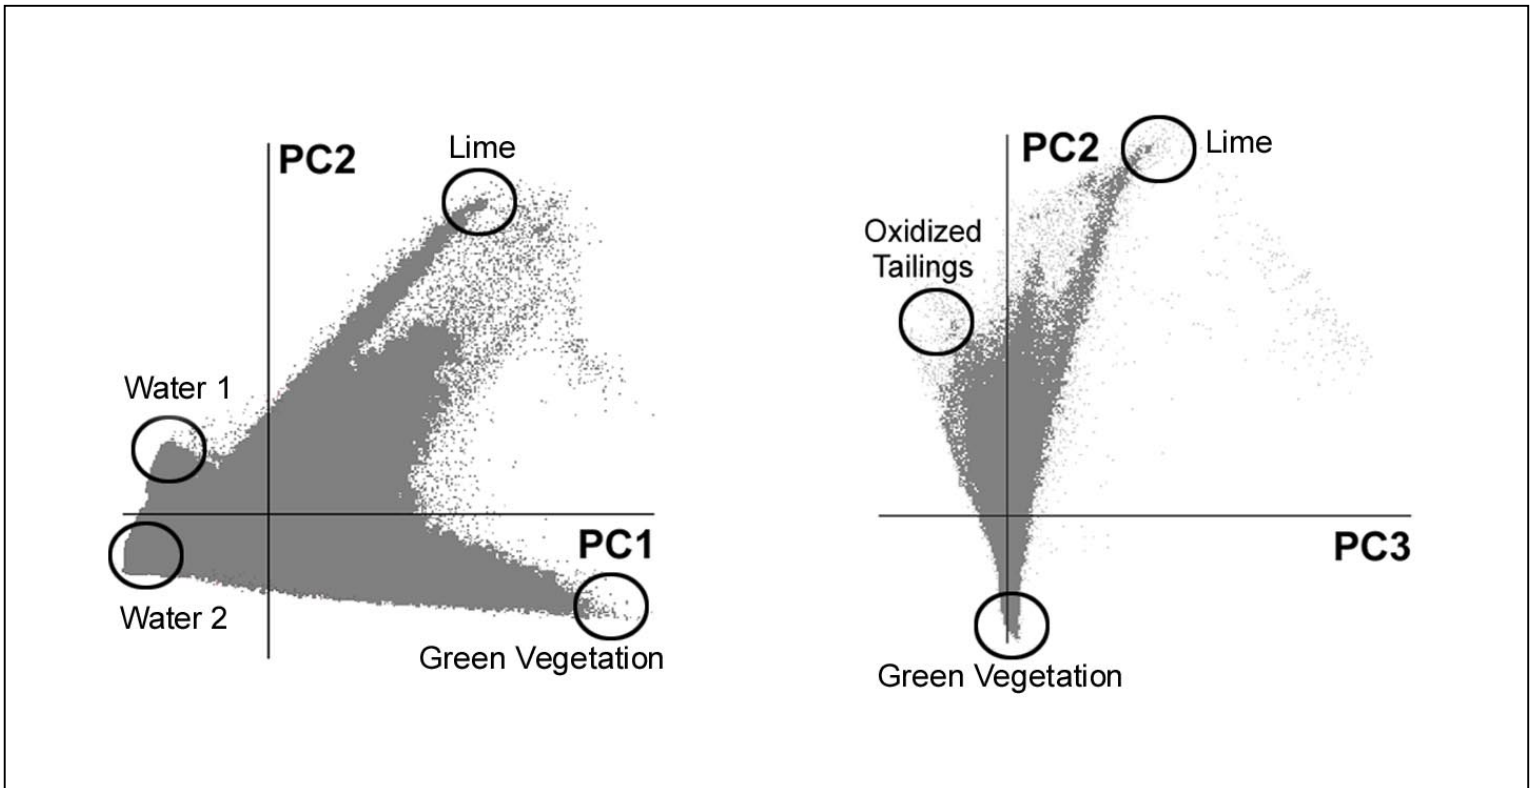 PC2
Lime
Water 1
PC1
Water 2
Green Vegetation
PC2
Lime
Oxidized
Tailings
PC3
Green Vegetation